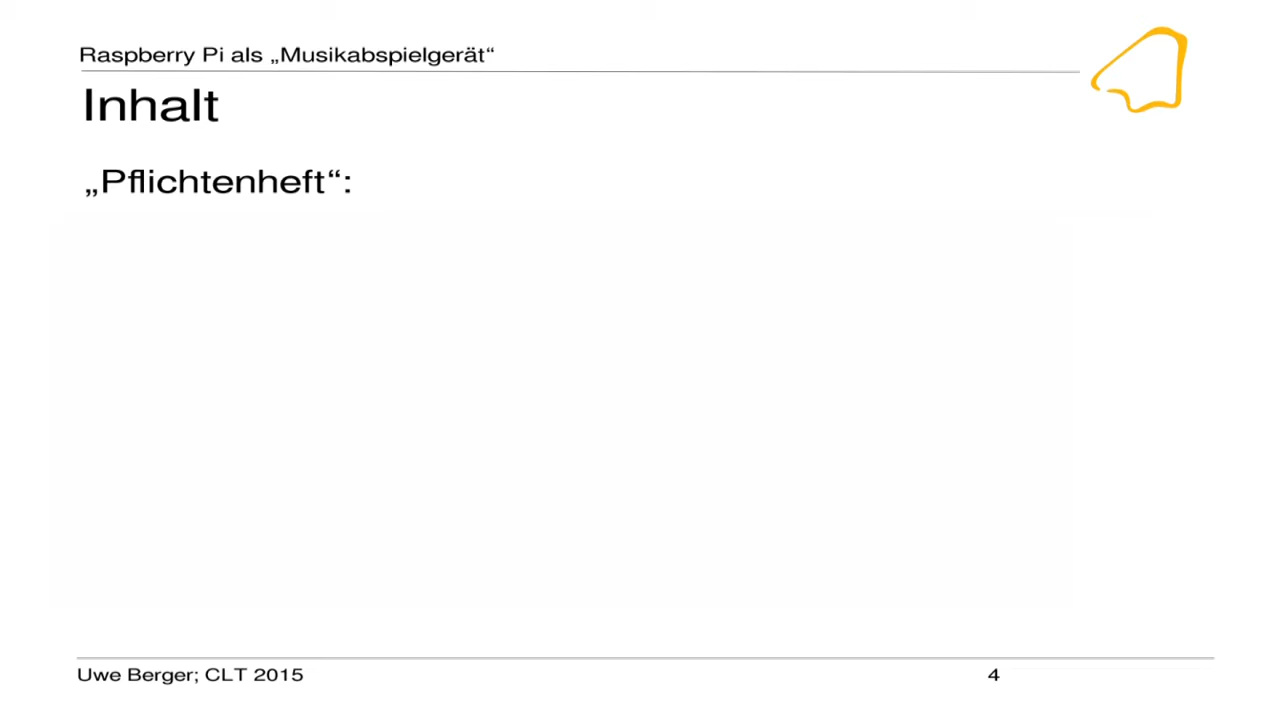 Raspberry Pi als „Musikabspielgerät“
Inhalt
„Pflichtenheft“:
Uwe Berger; CLT 2015
4